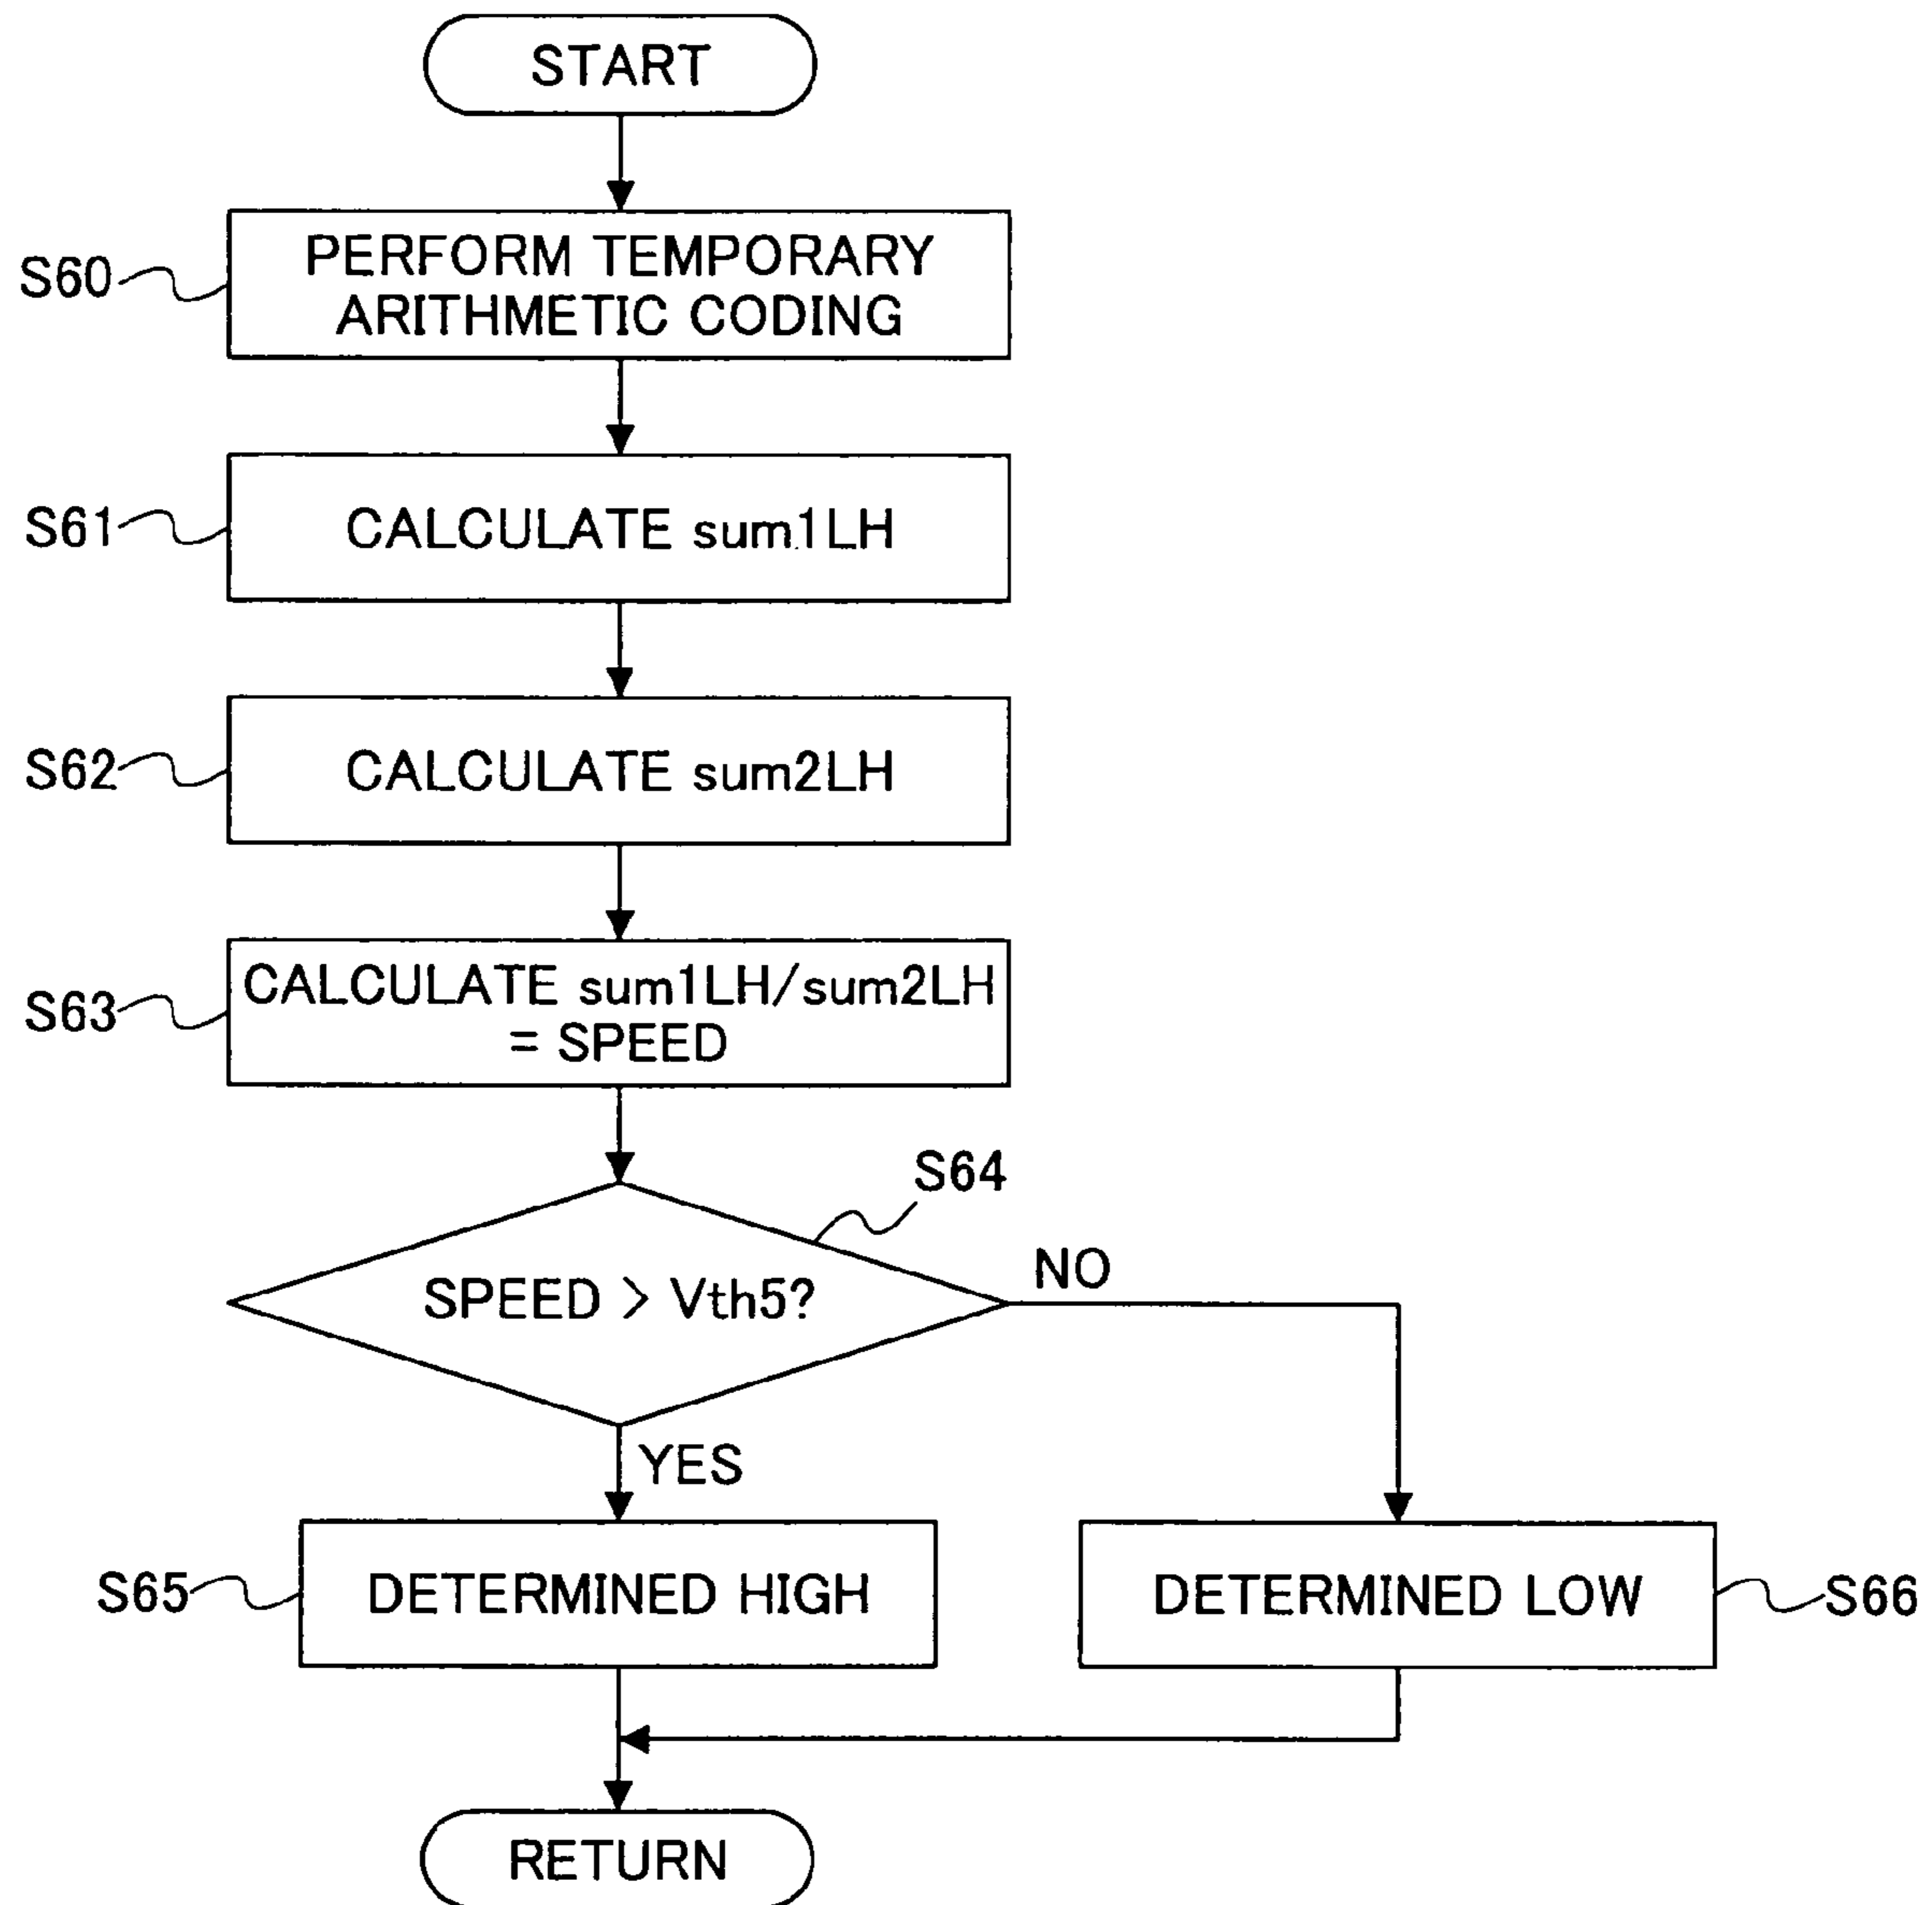 START
S60
PERFORM TEMPORARY
ARITHMETIC CODING
S61
CALCULATE sum1LH
S62
CALCULATE sum2LH
S63
CALCULATE sum1LH/sum2LH
= SPEED
S64
SPEED > Vth5?
NO
YES
S65
DETERMINED HIGH
DETERMINED LOW
S66
RETURN